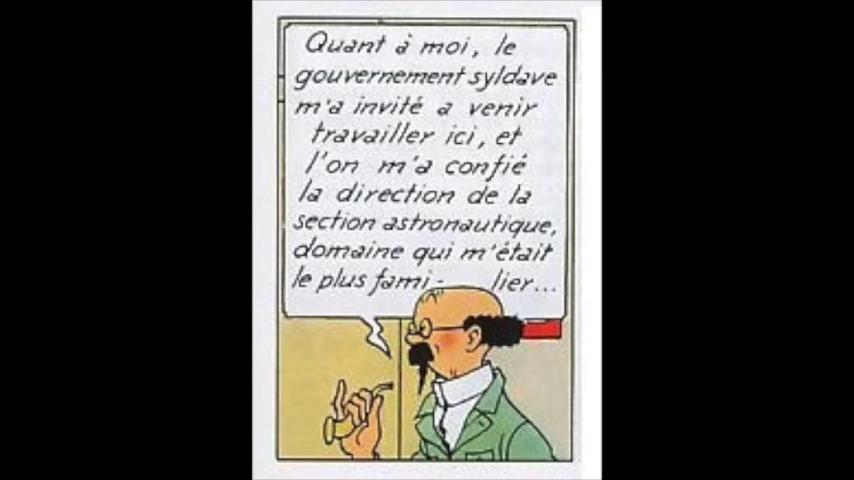 Quant à moi, le
gouvernement syldave
m'a invité a venir
travailler ici, et
l'on m'a confié
la direction de la
section astronautique,
domaine qui m'était
le plus fami- lier...